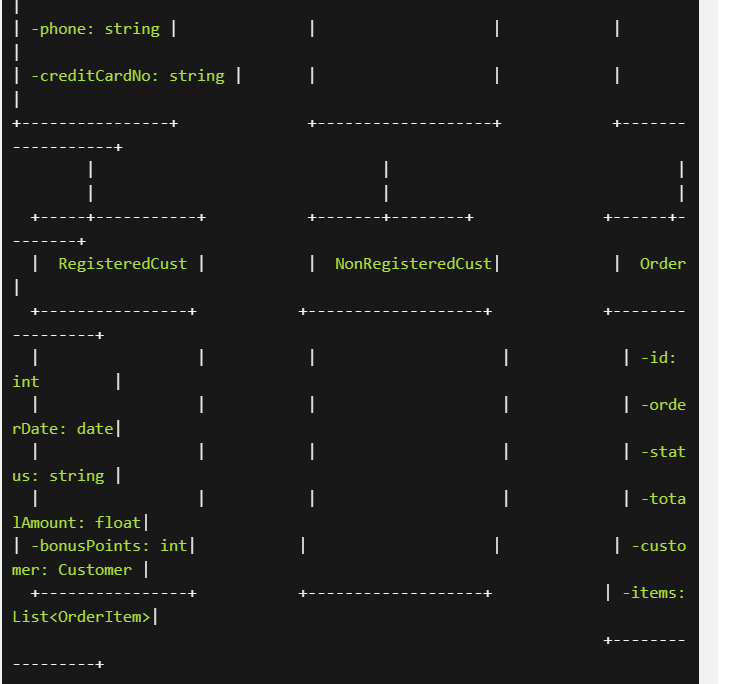 |
| -phone: string |               |                   |            |
|
| -creditCardNo: string |       |                   |            |
|
+----------------+              +-------------------+            +-------
-----------+
        |                               |                               |
        |                               |                               |
  +-----+-----------+           +-------+--------+              +------+-
-------+
  |  RegisteredCust |           |  NonRegisteredCust|            |  Order
|
  +----------------+           +-------------------+            +--------
---------+
  |                 |           |                    |            | -id:
int        |
  |                 |           |                    |            | -orde
rDate: date|
  |                 |           |                    |            | -stat
us: string |
  |                 |           |                    |            | -tota
lAmount: float|
| -bonusPoints: int|           |                    |            | -custo
mer: Customer |
  +----------------+           +-------------------+            | -items:
List<OrderItem>|
                                                                +--------
---------+